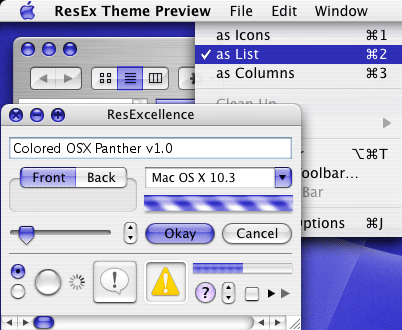 ResEx Theme Preview File Edit Window
as Icons ⌘1
✓ as List ⌘2
as Columns ⌘3
Clean Up
ResExcellence
Colored OSX Panther v1.0
Front Back
Mac OS X 10.3
⌥⌘T
oolbar...
Bar
Okay
Cancel
Options ⌘J
?